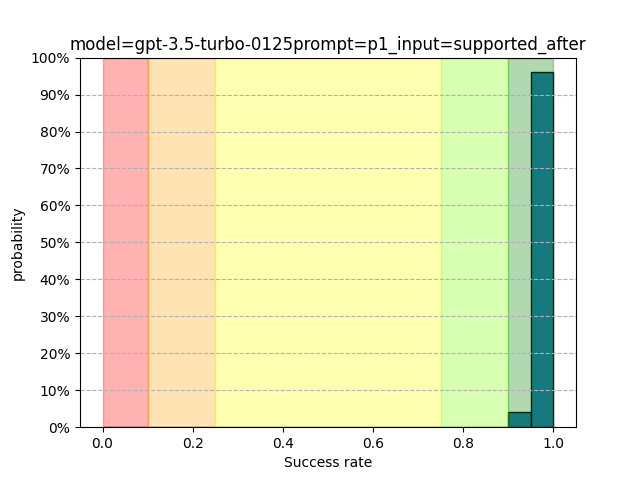 model=gpt-3.5-turbo-0125prompt=p1_input=supported_after
100%
90%
80%
70%
60%
50%
40%
30%
20%
10%
0%
probability
0.0 0.2 0.4 0.6 0.8 1.0
Success rate